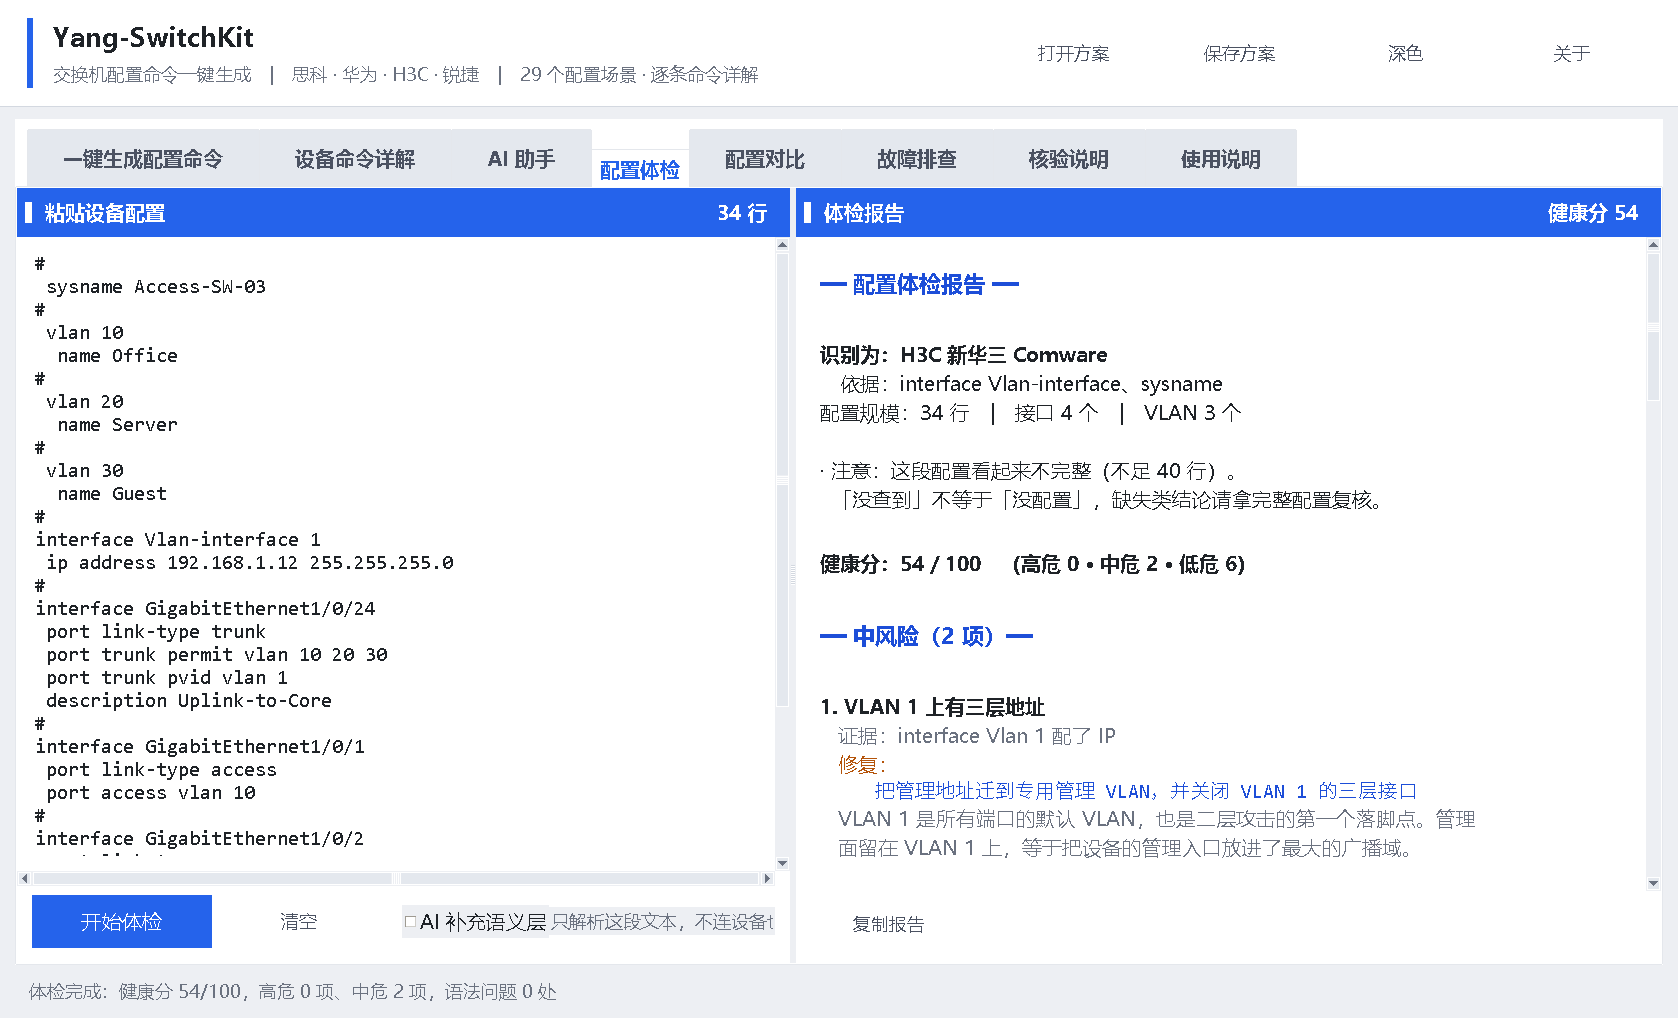 Yang-SwitchKit
交换机配置命令一键生成 | 思科 · 华为 · H3C · 锐捷 | 29 个配置场景 · 逐条命令详解
打开方案 保存方案 深色 关于
一键生成配置命令 设备命令详解 AI 助手 配置体检 配置对比 故障排查 核验说明 使用说明
粘贴设备配置 34 行
#
sysname Access-SW-03
#
vlan 10
name Office
#
vlan 20
name Server
#
vlan 30
name Guest
#
interface Vlan-interface 1
ip address 192.168.1.12 255.255.255.0
#
interface GigabitEthernet1/0/24
port link-type trunk
port trunk permit vlan 10 20 30
port trunk pvid vlan 1
description Uplink-to-Core
#
interface GigabitEthernet1/0/1
port link-type access
port access vlan 10
#
interface GigabitEthernet1/0/2
开始体检 清空 AI 补充语义层 只解析这段文本，不连设备
体检报告 健康分 54
━━ 配置体检报告 ━━
识别为：H3C 新华三 Comware
依据：interface Vlan-interface、sysname
配置规模：34 行 | 接口 4 个 | VLAN 3 个
· 注意：这段配置看起来不完整（不足 40 行）。
「没查到」不等于「没配置」，缺失类结论请拿完整配置复核。
健康分：54 / 100 (高危 0 • 中危 2 • 低危 6)
━━ 中风险（2 项）━━
1. VLAN 1 上有三层地址
证据：interface Vlan 1 配了 IP
修复：
把管理地址迁到专用管理 VLAN，并关闭 VLAN 1 的三层接口
VLAN 1 是所有端口的默认 VLAN，也是二层攻击的第一个落脚点。管理
面留在 VLAN 1 上，等于把设备的管理入口放进了最大的广播域。
复制报告
体检完成：健康分 54/100，高危 0 项、中危 2 项，语法问题 0 处